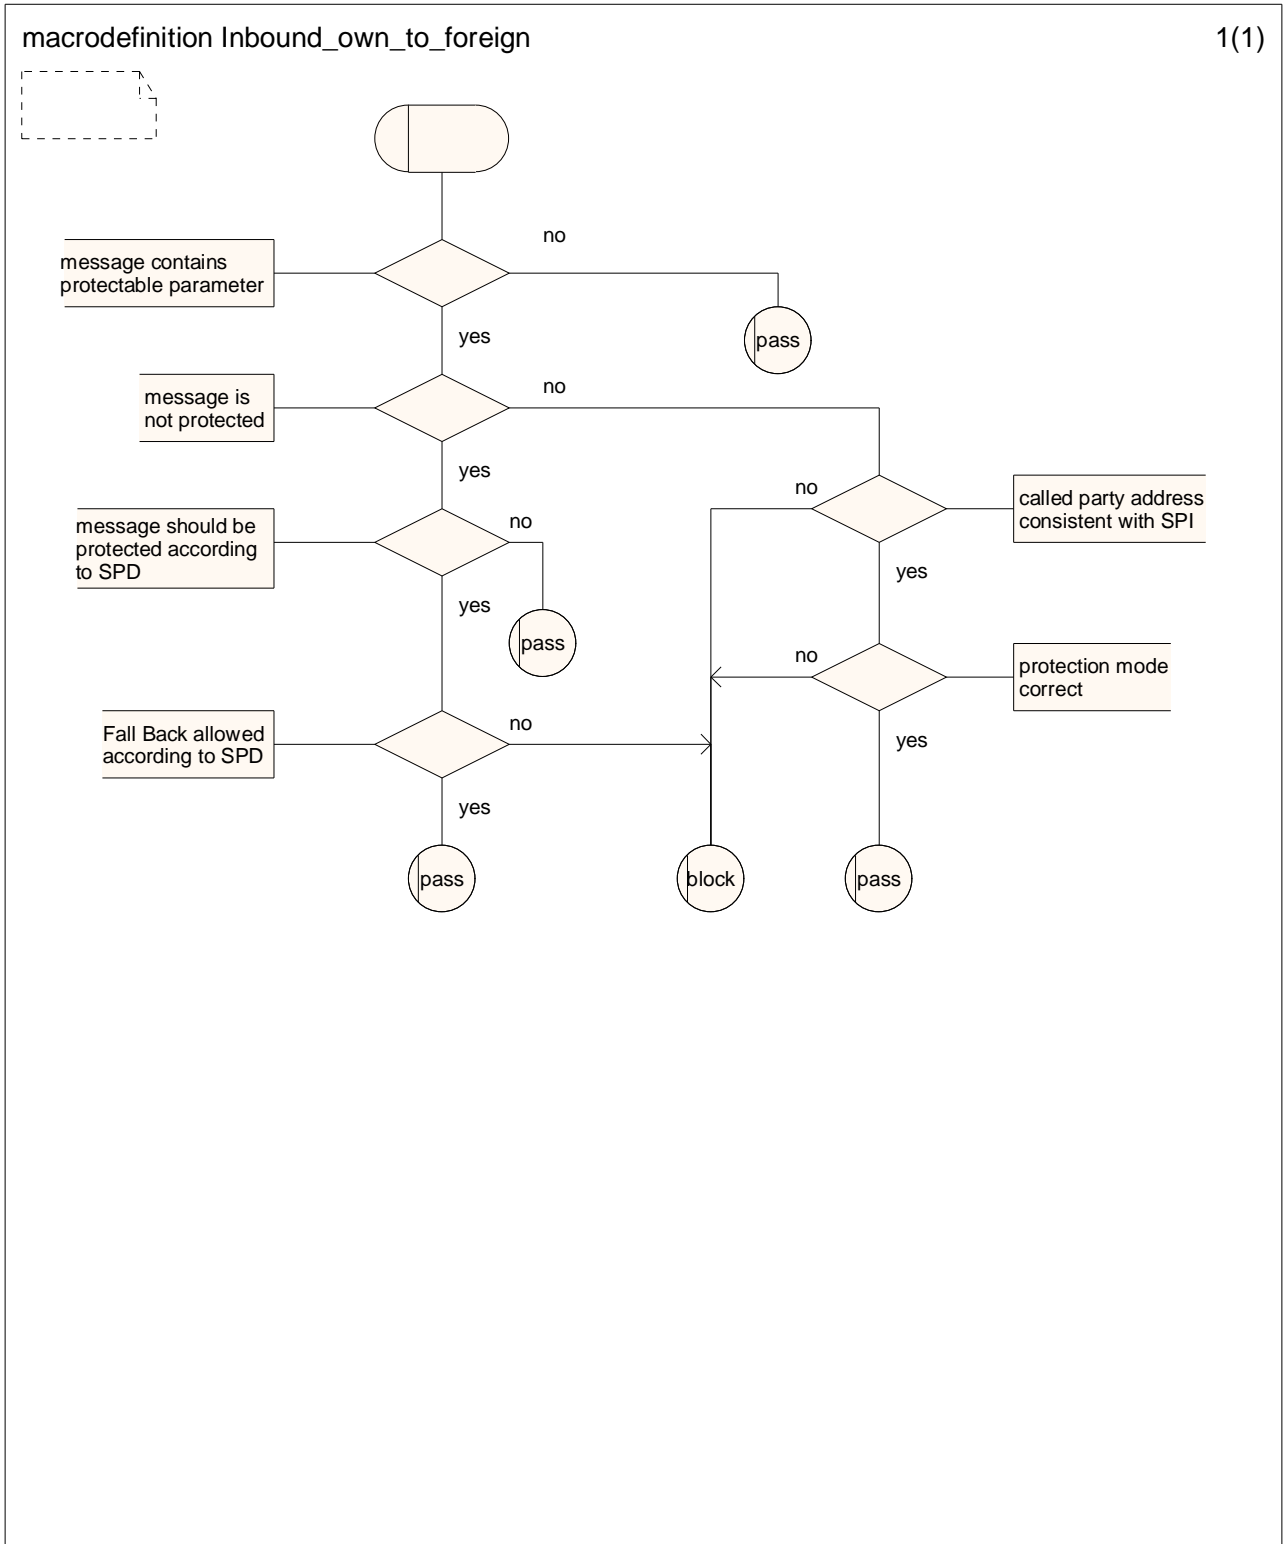 macrodefinition Inbound_own_to_foreign
1(1)
no
message contains
protectable parameter
yes
pass
no
message is
not protected
yes
no
called party address
consistent with SPI
no
message should be
protected according
to SPD
yes
yes
pass
no
protection mode
correct
no
Fall Back allowed
according to SPD
yes
yes
pass
block
pass